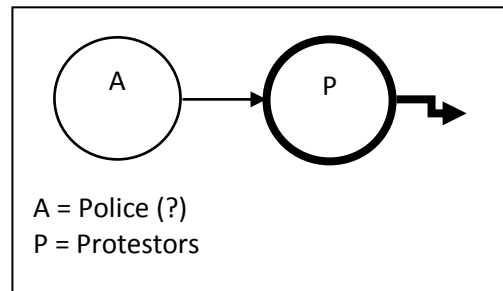 A P
A = Police (?)
P = Protestors